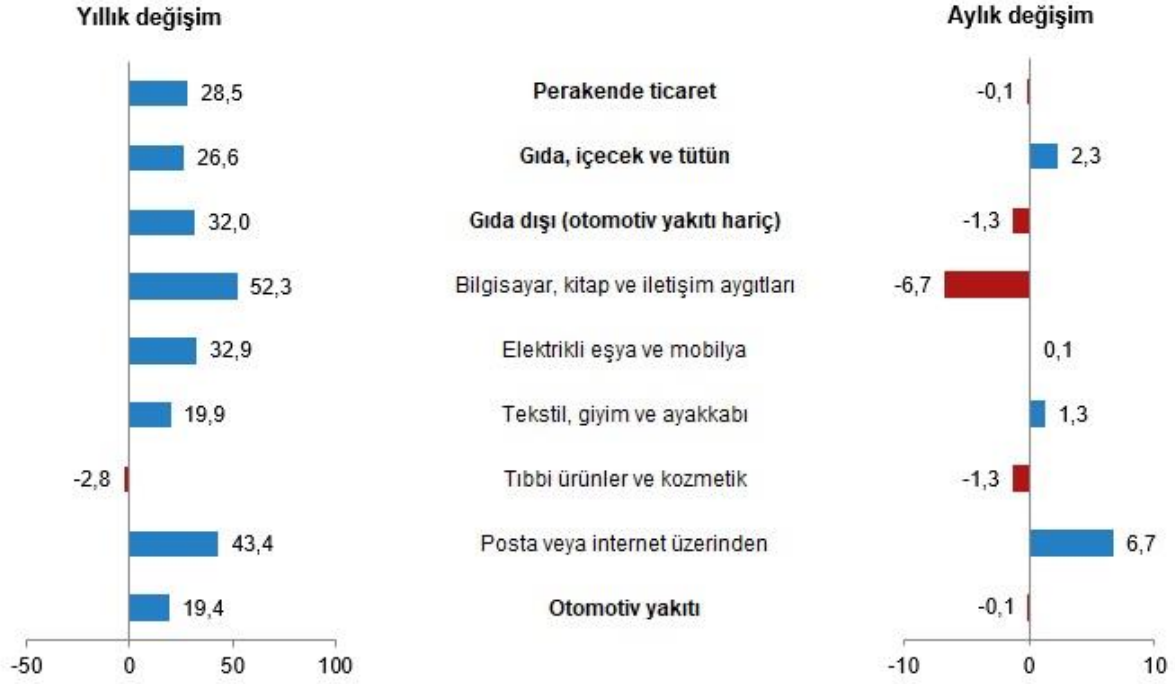 Yıllık değişim Aylık değişim
28,5 Perakende ticaret -0,1
26,6 Gıda, içecek ve tütün 2,3
32,0 Gıda dışı (otomotiv yakıtı hariç) -1,3
52,3 Bilgisayar, kitap ve iletişim aygıtları -6,7
32,9 Elektrikli eşya ve mobilya 0,1
19,9 Tekstil, giyim ve ayakkabı 1,3
-2,8 Tıbbi ürünler ve kozmetik -1,3
43,4 Posta veya internet üzerinden 6,7
19,4 Otomotiv yakıtı -0,1
-50 0 50 100 -10 0 10